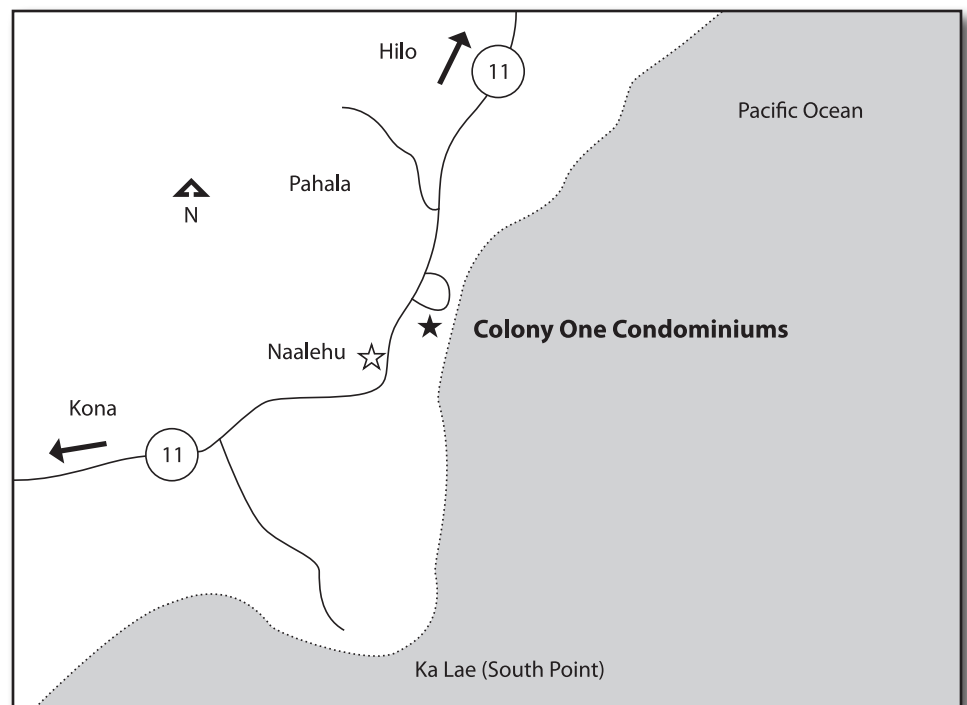 Hilo
11
Pacific Ocean
Pahala
N
Colony One Condominiums
Naalehu
Kona
11
Ka Lae (South Point)